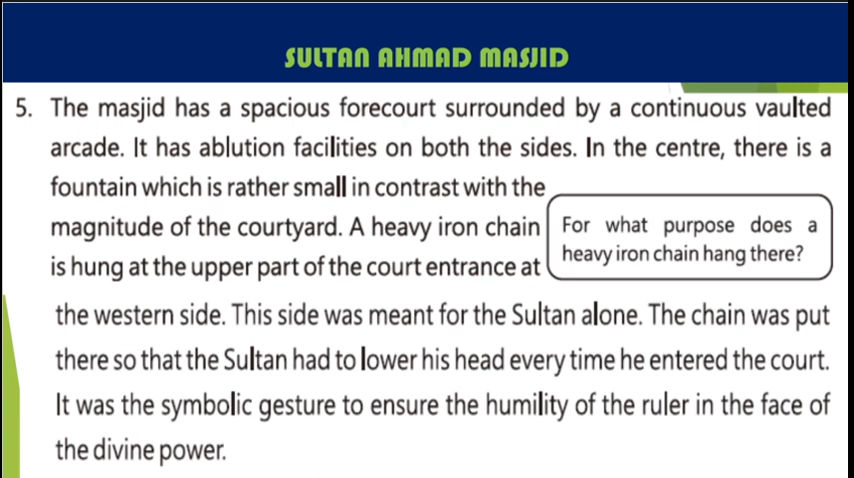 SULTAN AHMAD MASJID
5. The masjid has a spacious forecourt surrounded by a continuous vaulted
arcade. It has ablution facilities on both the sides. In the centre, there is a
fountain which is rather small in contrast with the
magnitude of the courtyard. A heavy iron chain
is hung at the upper part of the court entrance at
For what purpose does a
heavy iron chain hang there?
the western side. This side was meant for the Sultan alone. The chain was put
there so that the Sultan had to lower his head every time he entered the court.
It was the symbolic gesture to ensure the humility of the ruler in the face of
the divine power.